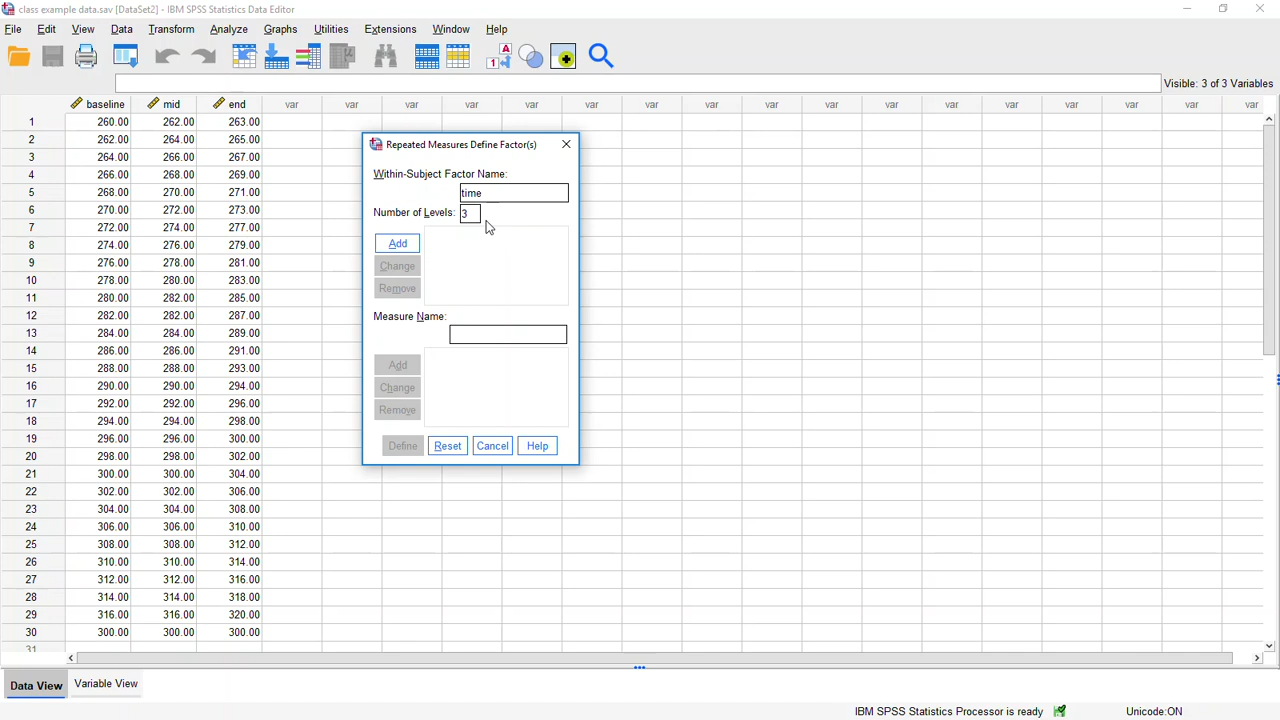 class example data.sav [DataSet2] - IBM SPSS Statistics Data Editor
File Edit View Data Transform Analyze Graphs Utilities Extensions Window Help
Visible: 3 of 3 Variables
baseline mid end var var var var var var var var var var var var var var var var var
1 260.00 262.00 263.00
2 262.00 264.00 265.00
3 264.00 266.00 267.00
4 266.00 268.00 269.00
5 268.00 270.00 271.00
6 270.00 272.00 273.00
7 272.00 274.00 277.00
8 274.00 276.00 279.00
9 276.00 278.00 281.00
10 278.00 280.00 283.00
11 280.00 282.00 285.00
12 282.00 282.00 287.00
13 284.00 284.00 289.00
14 286.00 286.00 291.00
15 288.00 288.00 293.00
16 290.00 290.00 294.00
17 292.00 292.00 296.00
18 294.00 294.00 298.00
19 296.00 296.00 300.00
20 298.00 298.00 302.00
21 300.00 300.00 304.00
22 302.00 302.00 306.00
23 304.00 304.00 308.00
24 306.00 306.00 310.00
25 308.00 308.00 312.00
26 310.00 310.00 314.00
27 312.00 312.00 316.00
28 314.00 314.00 318.00
29 316.00 316.00 320.00
30 300.00 300.00 300.00
31
Repeated Measures Define Factor(s)
Within-Subject Factor Name:
time
Number of Levels: 3
Add
Change
Remove
Measure Name:
Add
Change
Remove
Define Reset Cancel Help
Data View Variable View
IBM SPSS Statistics Processor is ready Unicode:ON